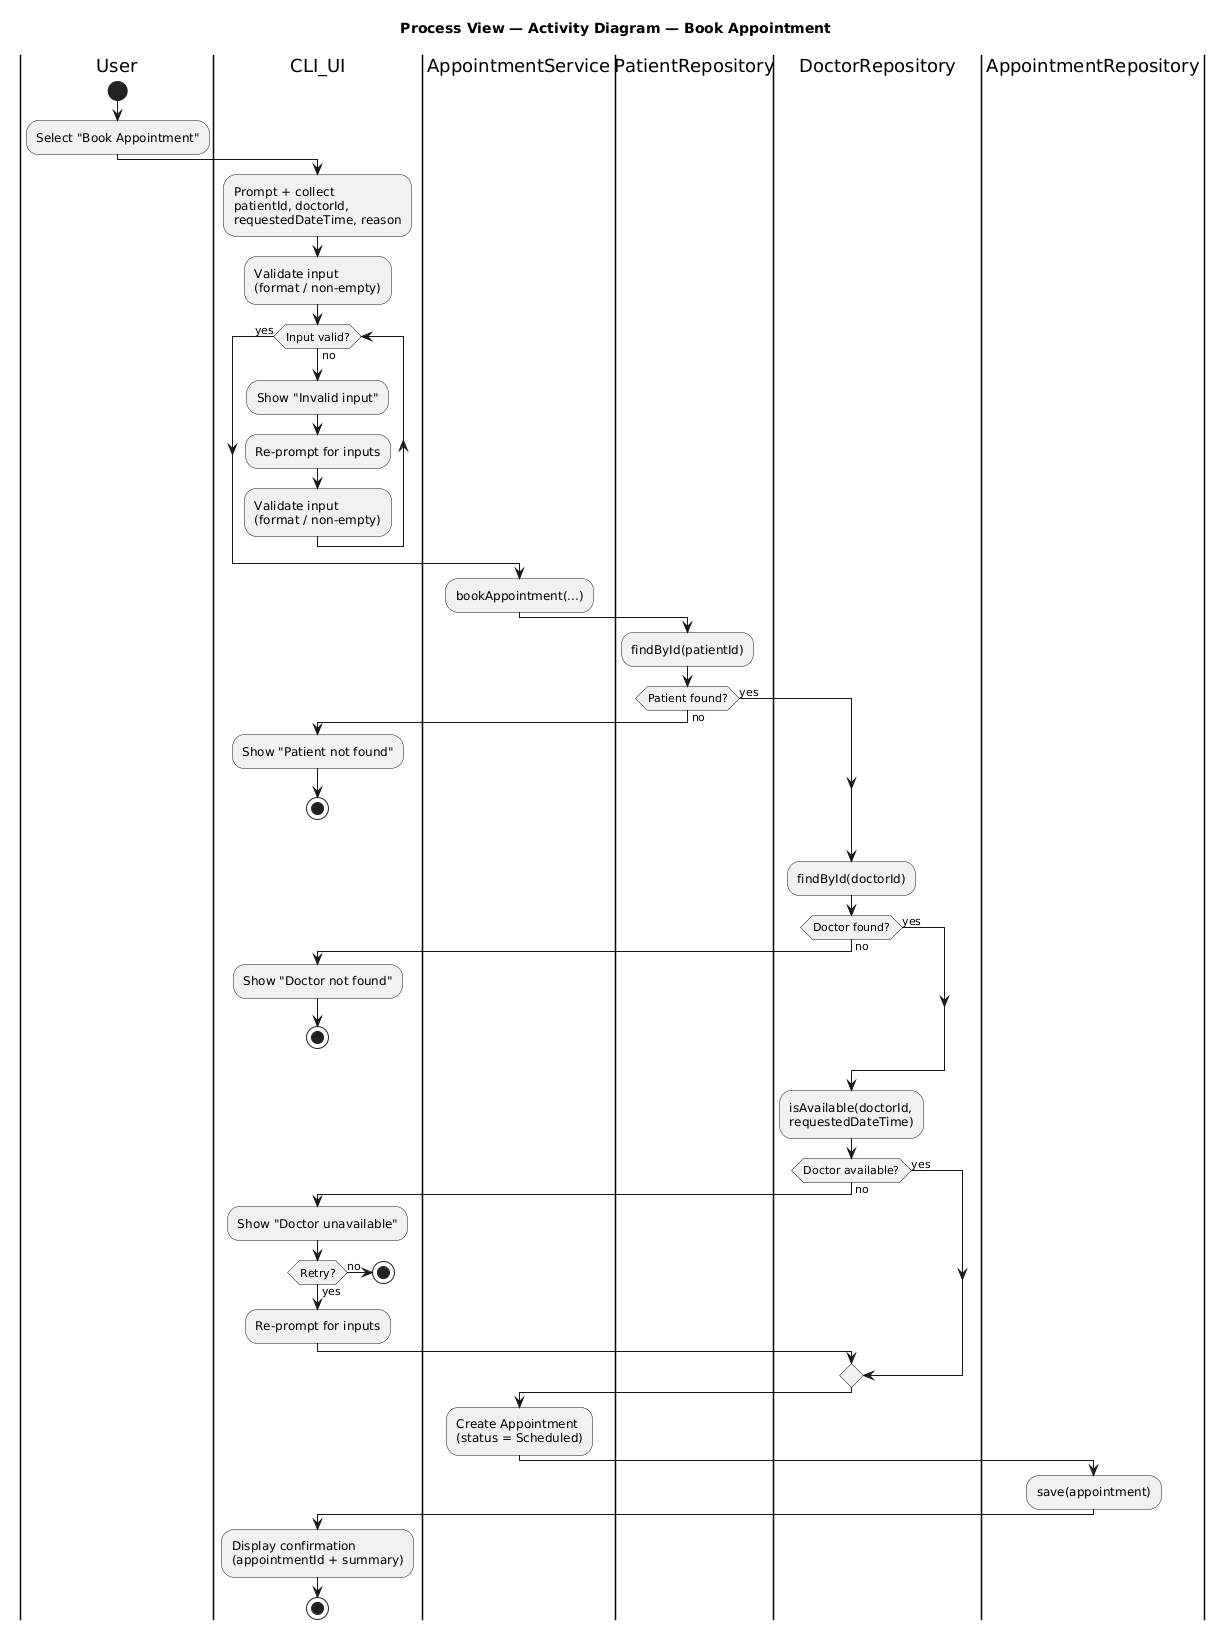 Process View — Activity Diagram — Book Appointment
User
CLI_UI
AppointmentService
PatientRepository
DoctorRepository
AppointmentRepository
Select "Book Appointment"
Prompt + collect
patientId, doctorId,
requestedDateTime, reason
Validate input
(format / non-empty)
yes
Input valid?
no
Show "Invalid input"
Re-prompt for inputs
Validate input
(format / non-empty)
bookAppointment(...)
findById(patientId)
Patient found?
yes
no
Show "Patient not found"
findById(doctorId)
Doctor found?
yes
no
Show "Doctor not found"
isAvailable(doctorId,
requestedDateTime)
Doctor available?
yes
no
Show "Doctor unavailable"
Retry?
no
yes
Re-prompt for inputs
Create Appointment
(status = Scheduled)
save(appointment)
Display confirmation
(appointmentId + summary)